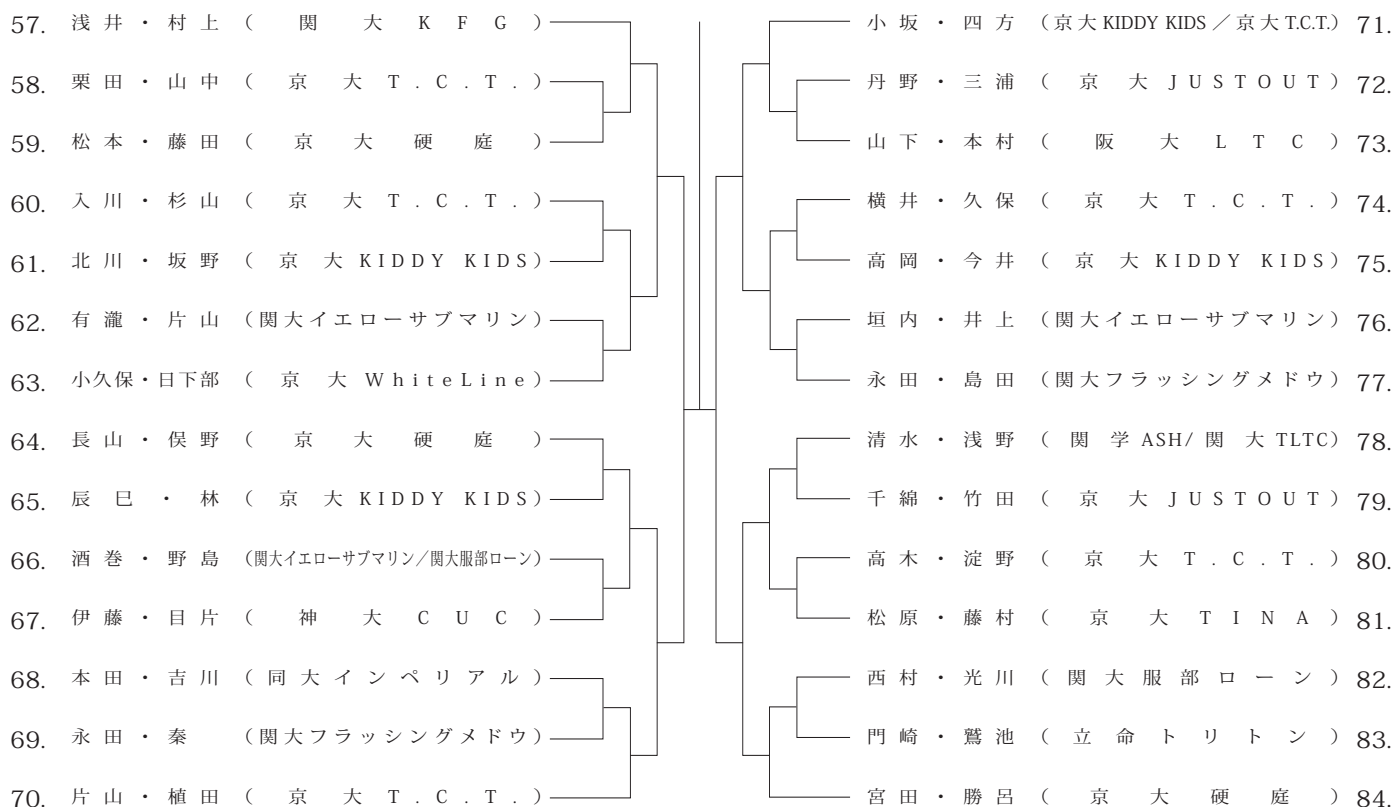 57. 浅井・村上（関大KFG）
58. 栗田・山中（京大T.C.T.）
59. 松本・藤田（京大硬庭）
60. 入川・杉山（京大T.C.T.）
61. 北川・坂野（京大KIDDY KIDS）
62. 有瀧・片山（関大イエローサブマリン）
63. 小久保・日下部（京大WhiteLine）
64. 長山・俣野（京大硬庭）
65. 辰巳・林（京大KIDDY KIDS）
66. 酒巻・野島（関大イエローサブマリン／関大服部ローン）
67. 伊藤・目片（神大CUC）
68. 本田・吉川（同大インペリアル）
69. 永田・秦（関大フラッシングメドウ）
70. 片山・植田（京大T.C.T.）
小坂・四方（京大KIDDY KIDS／京大T.C.T.）71.
丹野・三浦（京大JUSTOUT）72.
山下・本村（阪大LTC）73.
横井・久保（京大T.C.T.）74.
高岡・今井（京大KIDDY KIDS）75.
垣内・井上（関大イエローサブマリン）76.
永田・島田（関大フラッシングメドウ）77.
清水・浅野（関学ASH/関大TLTC）78.
千綿・竹田（京大JUSTOUT）79.
高木・淀野（京大T.C.T.）80.
松原・藤村（京大TINA）81.
西村・光川（関大服部ローン）82.
門崎・鷲池（立命トリトン）83.
宮田・勝呂（京大硬庭）84.